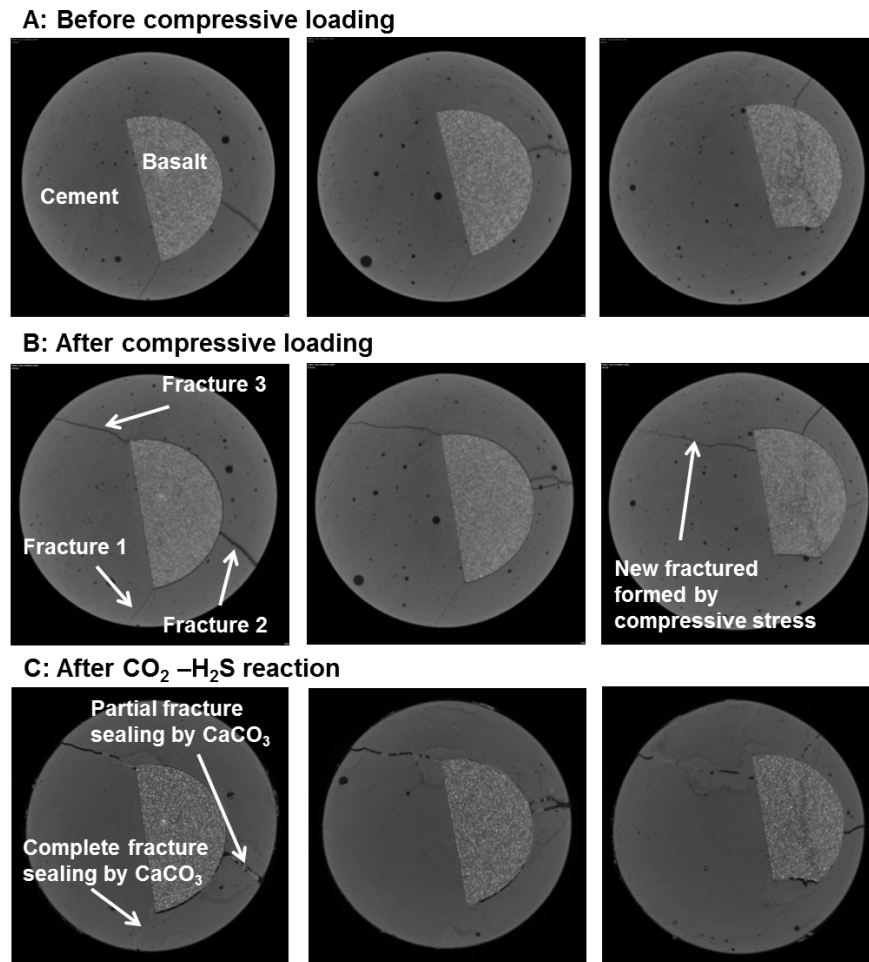 A: Before compressive loading
Basalt
Cement
B: After compressive loading
Fracture 3
Fracture 1
Fracture 2
New fractured
formed by
compressive stress
C: After CO₂ –H₂S reaction
Partial fracture
sealing by CaCO₃
Complete fracture
sealing by CaCO₃